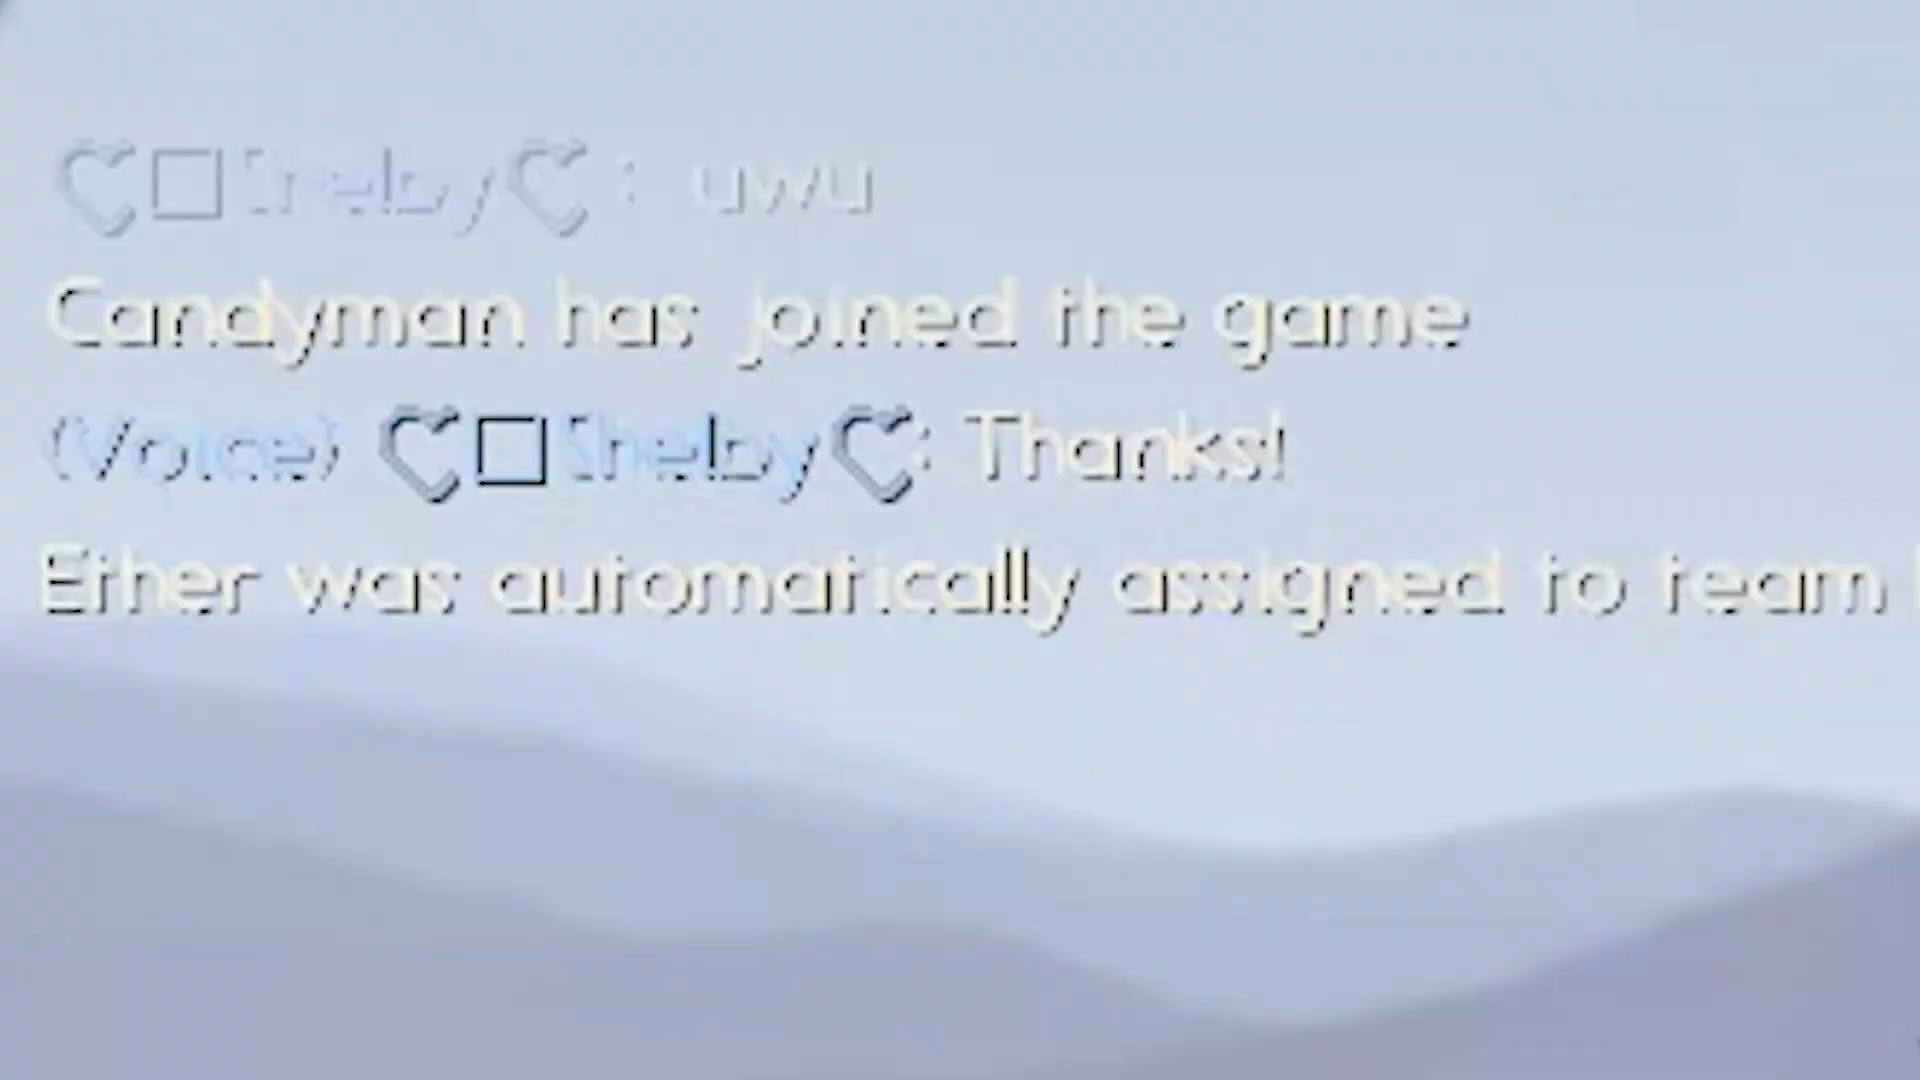 ♥□Shelby♥ : uwu
Candyman has joined the game
(Voice) ♥□Shelby♥: Thanks!
Ether was automatically assigned to team